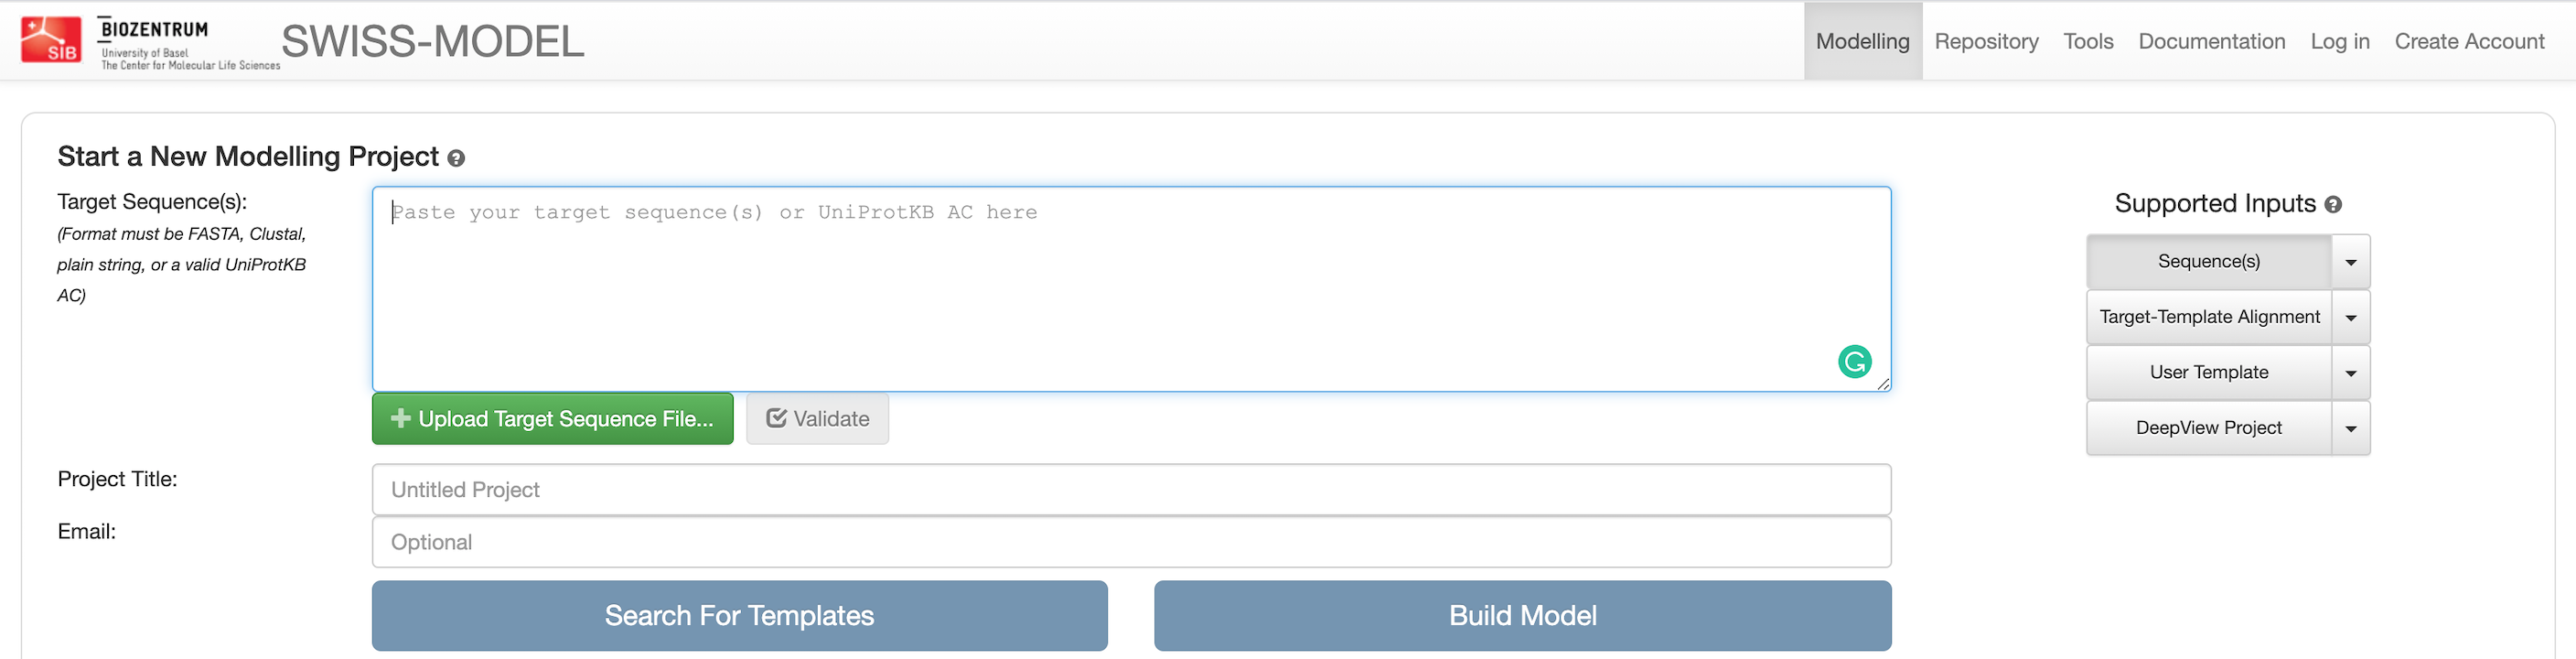 SIB
BIOZENTRUM
University of Basel
The Center for Molecular Life Sciences
SWISS-MODEL
Modelling
Repository
Tools
Documentation
Log in
Create Account
Start a New Modelling Project
Target Sequence(s):
(Format must be FASTA, Clustal,
plain string, or a valid UniProtKB
AC)
Paste your target sequence(s) or UniProtKB AC here
Upload Target Sequence File...
Validate
Supported Inputs
Sequence(s)
Target-Template Alignment
User Template
DeepView Project
Project Title:
Untitled Project
Email:
Optional
Search For Templates
Build Model